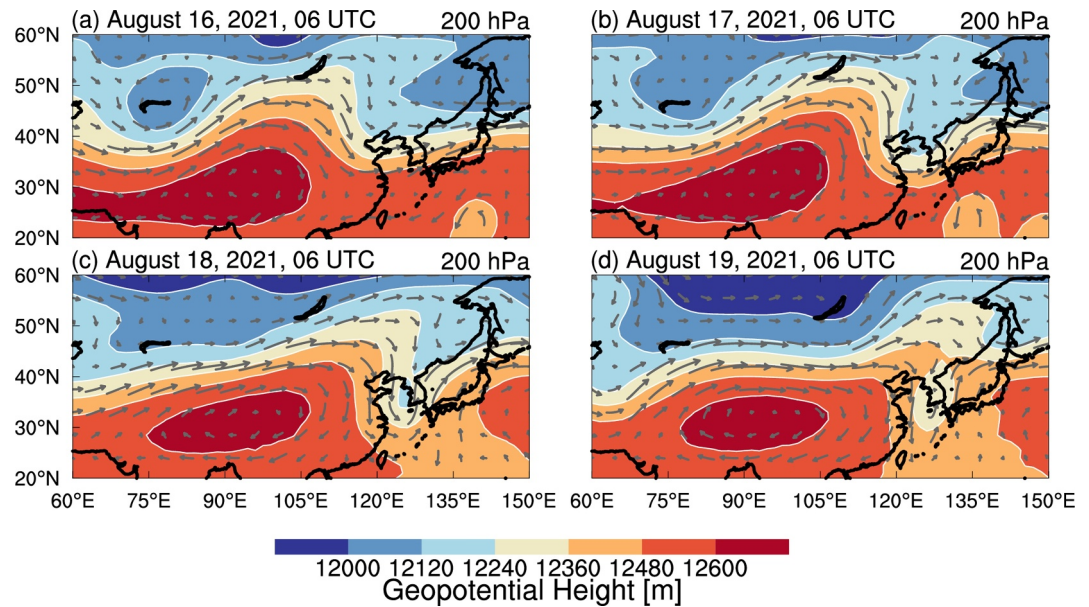 (a) August 16, 2021, 06 UTC 200 hPa
(b) August 17, 2021, 06 UTC 200 hPa
60°N
50°N
40°N
30°N
20°N
(c) August 18, 2021, 06 UTC 200 hPa
(d) August 19, 2021, 06 UTC 200 hPa
60°N
50°N
40°N
30°N
20°N
60°E 75°E 90°E 105°E 120°E 135°E 150°E
60°E 75°E 90°E 105°E 120°E 135°E 150°E
12000 12120 12240 12360 12480 12600
Geopotential Height [m]